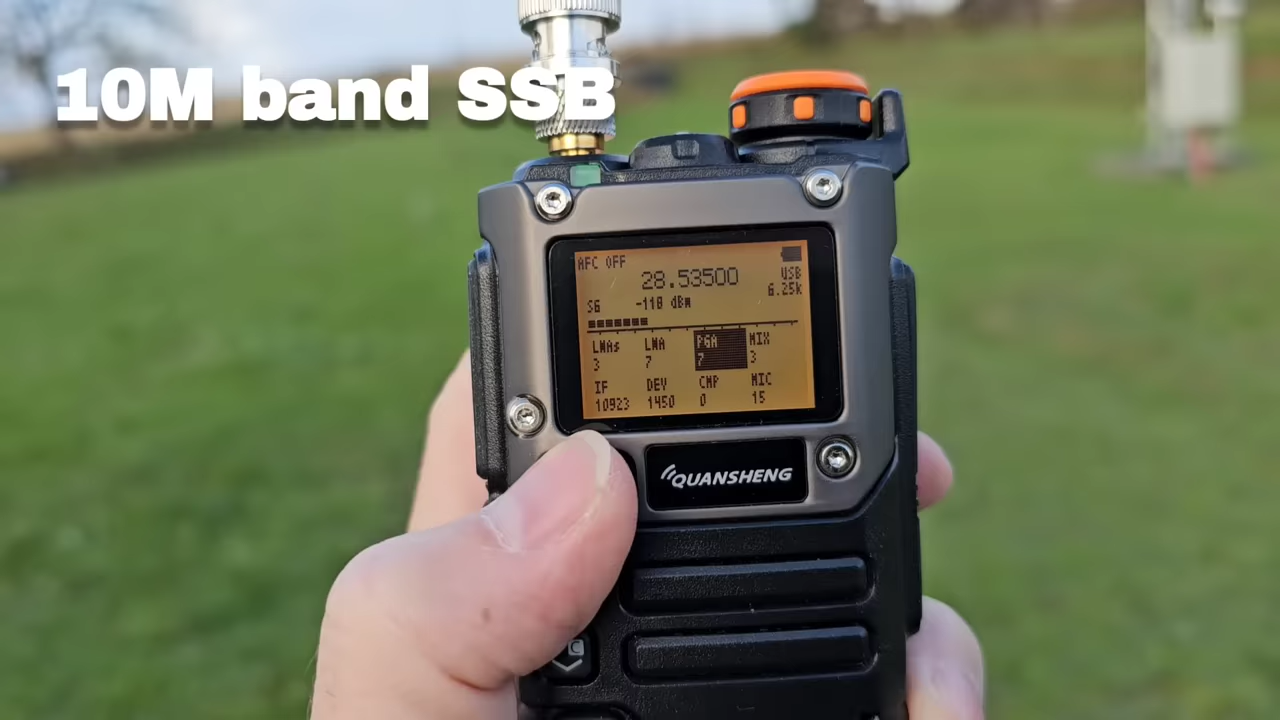 10M band SSB
AFC OFF
28.53500
USB
6.25k
S6 -118 dBm
LNAs LNA PGA MIX
3 7 7 3
IF DEV CMP MIC
10923 1450 0 15
QUANSHENG
C